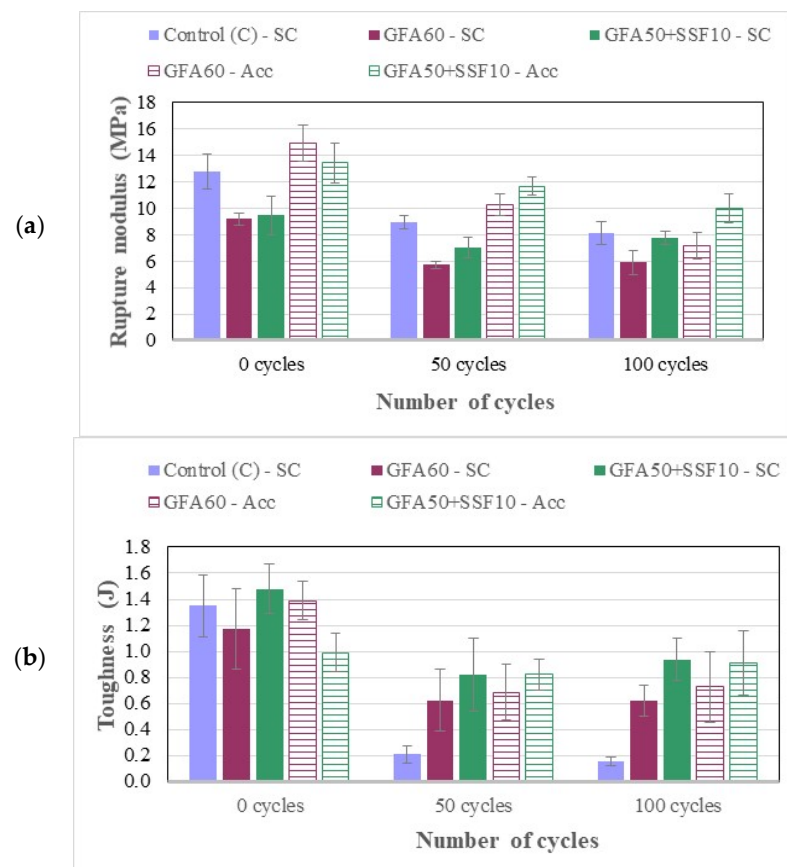 Control (C) - SC GFA60 - SC GFA50+SSF10 - SC
GFA60 - Acc GFA50+SSF10 - Acc
18
16
14
12
10
8
6
4
2
0
Rupture modulus (MPa)
(a)
0 cycles 50 cycles 100 cycles
Number of cycles
Control (C) - SC GFA60 - SC GFA50+SSF10 - SC
GFA60 - Acc GFA50+SSF10 - Acc
1.8
1.6
1.4
1.2
1.0
0.8
0.6
0.4
0.2
0.0
Toughness (J)
(b)
0 cycles 50 cycles 100 cycles
Number of cycles